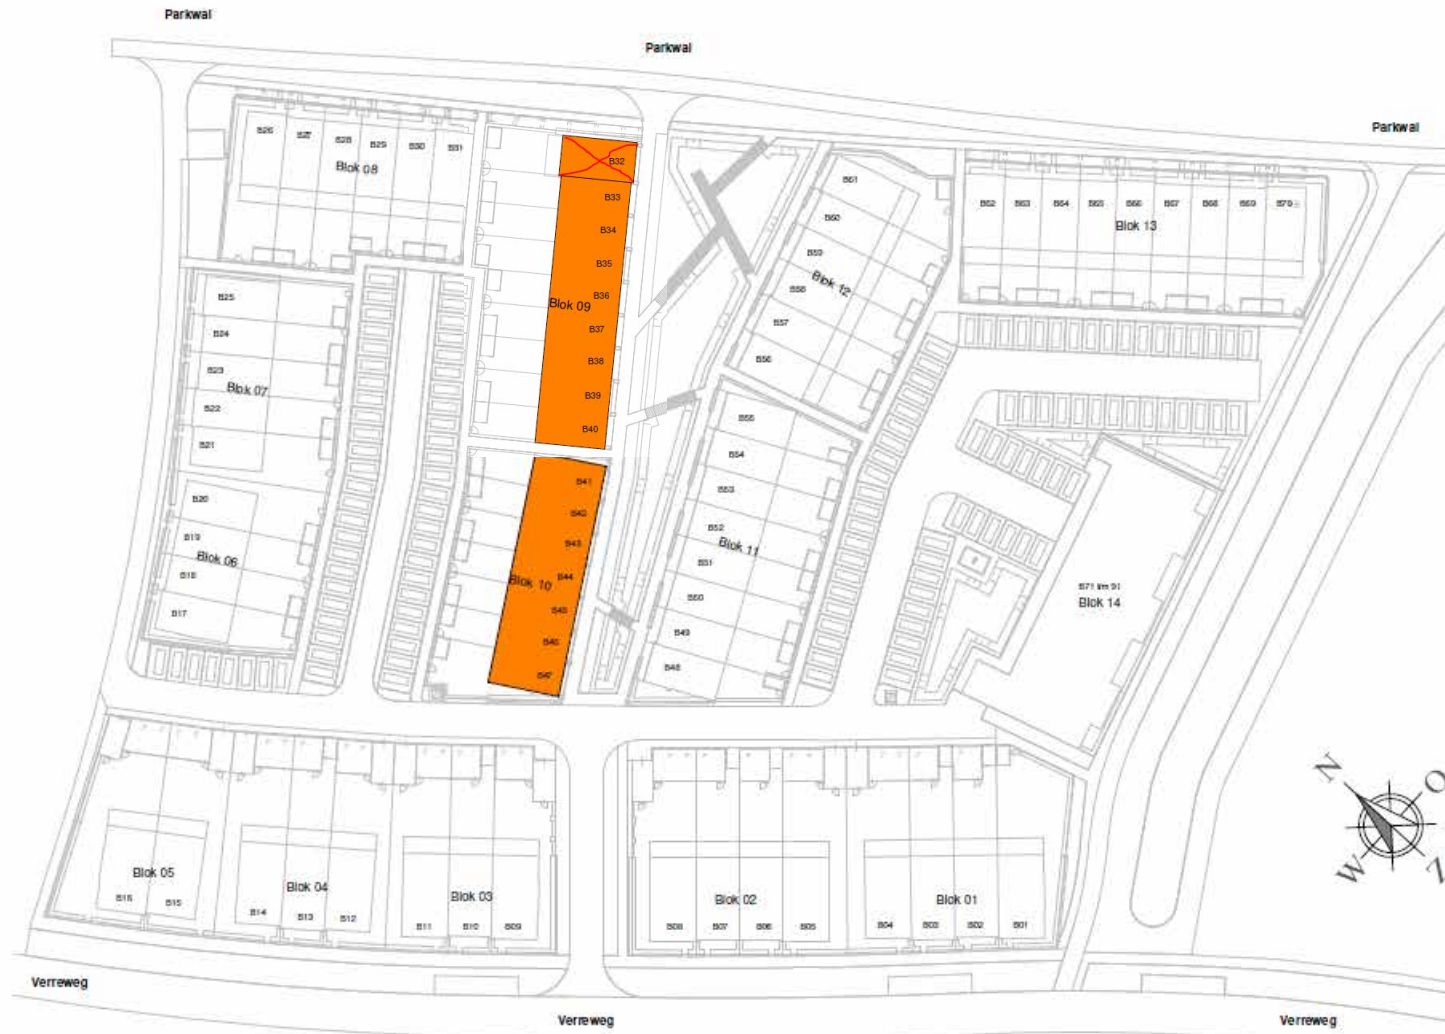 Parkwal
Parkwal
Parkwal
B26 B27 B28 B29 B30 B31
Blok 08
B32
B33
B34
B35
B36
Blok 09
B37
B38
B39
B40
B61
B60
B59
Blok 12
B58
B57
B56
B62 B63 B64 B65 B66 B67 B68 B69 B70
Blok 13
B25
B24
B23
Blok 07
B22
B21
B20
B19
Blok 06
B18
B17
B41
B42
B43
Blok 10
B44
B45
B46
B47
B55
B54
B53
B52
Blok 11
B51
B50
B49
B48
B71 t/m 91
Blok 14
N
O
W
Z
Blok 05
B16 B15
Blok 04
B14 B13 B12
Blok 03
B11 B10 B09
Blok 02
B08 B07 B06 B05
Blok 01
B04 B03 B02 B01
Verreweg
Verreweg
Verreweg